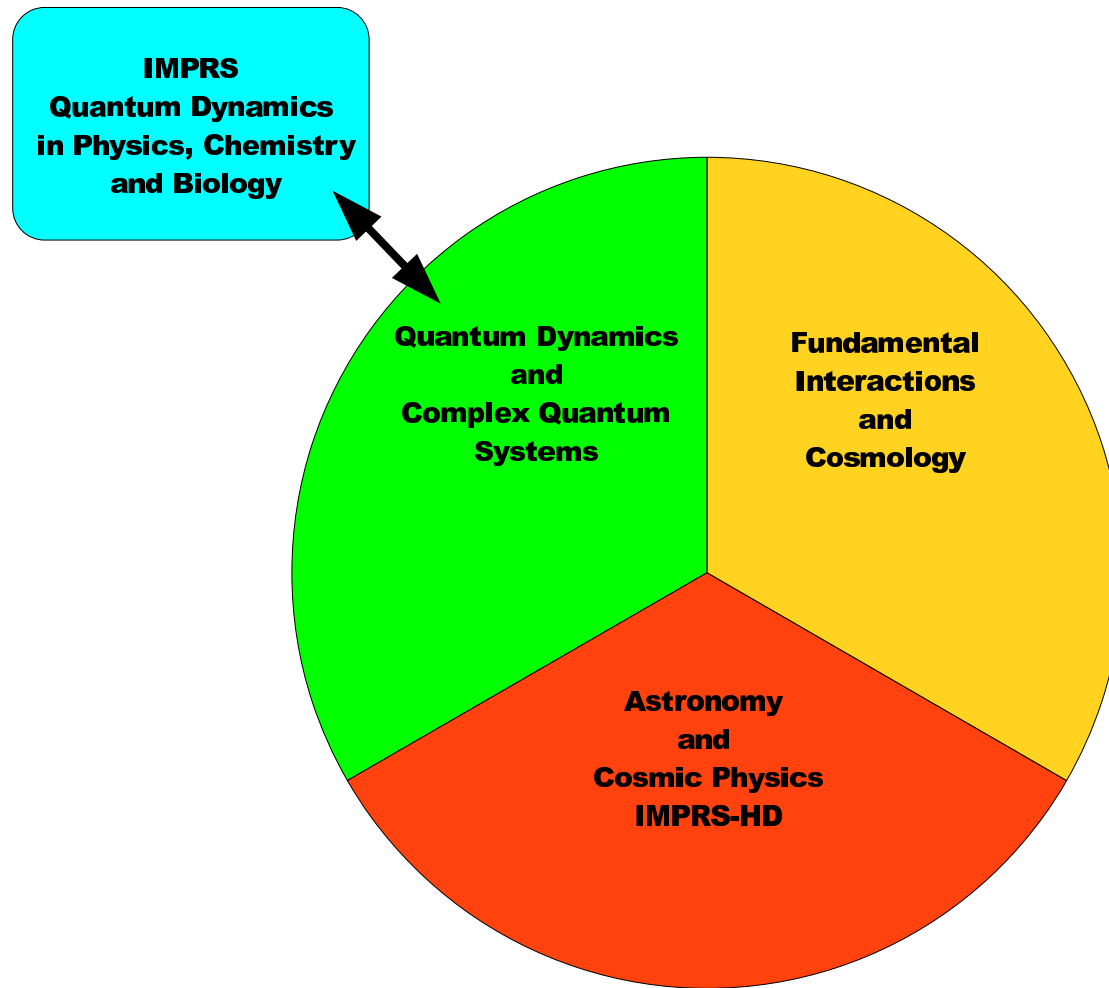 IMPRS
Quantum Dynamics
in Physics, Chemistry
and Biology
Quantum Dynamics
and
Complex Quantum
Systems
Fundamental
Interactions
and
Cosmology
Astronomy
and
Cosmic Physics
IMPRS-HD